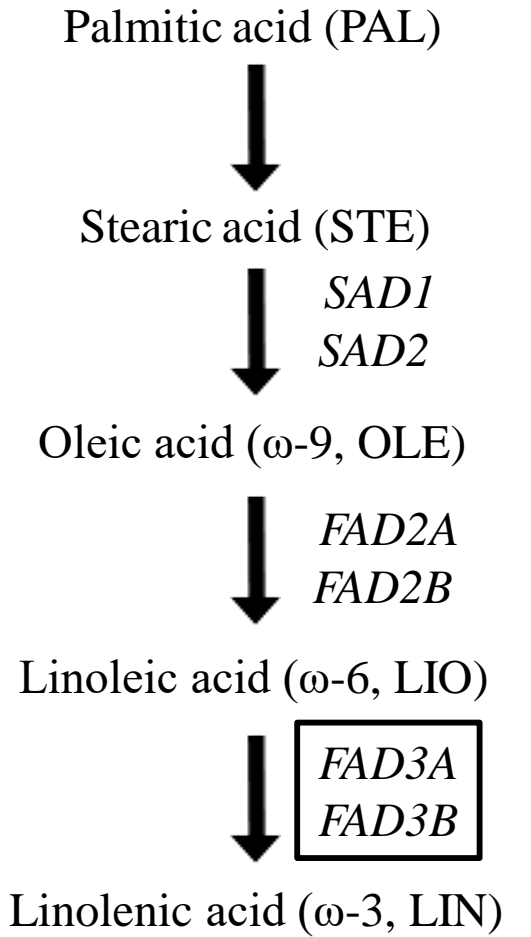 Palmitic acid (PAL)
Stearic acid (STE)
SAD1
SAD2
Oleic acid (ω-9, OLE)
FAD2A
FAD2B
Linoleic acid (ω-6, LIO)
FAD3A
FAD3B
Linolenic acid (ω-3, LIN)